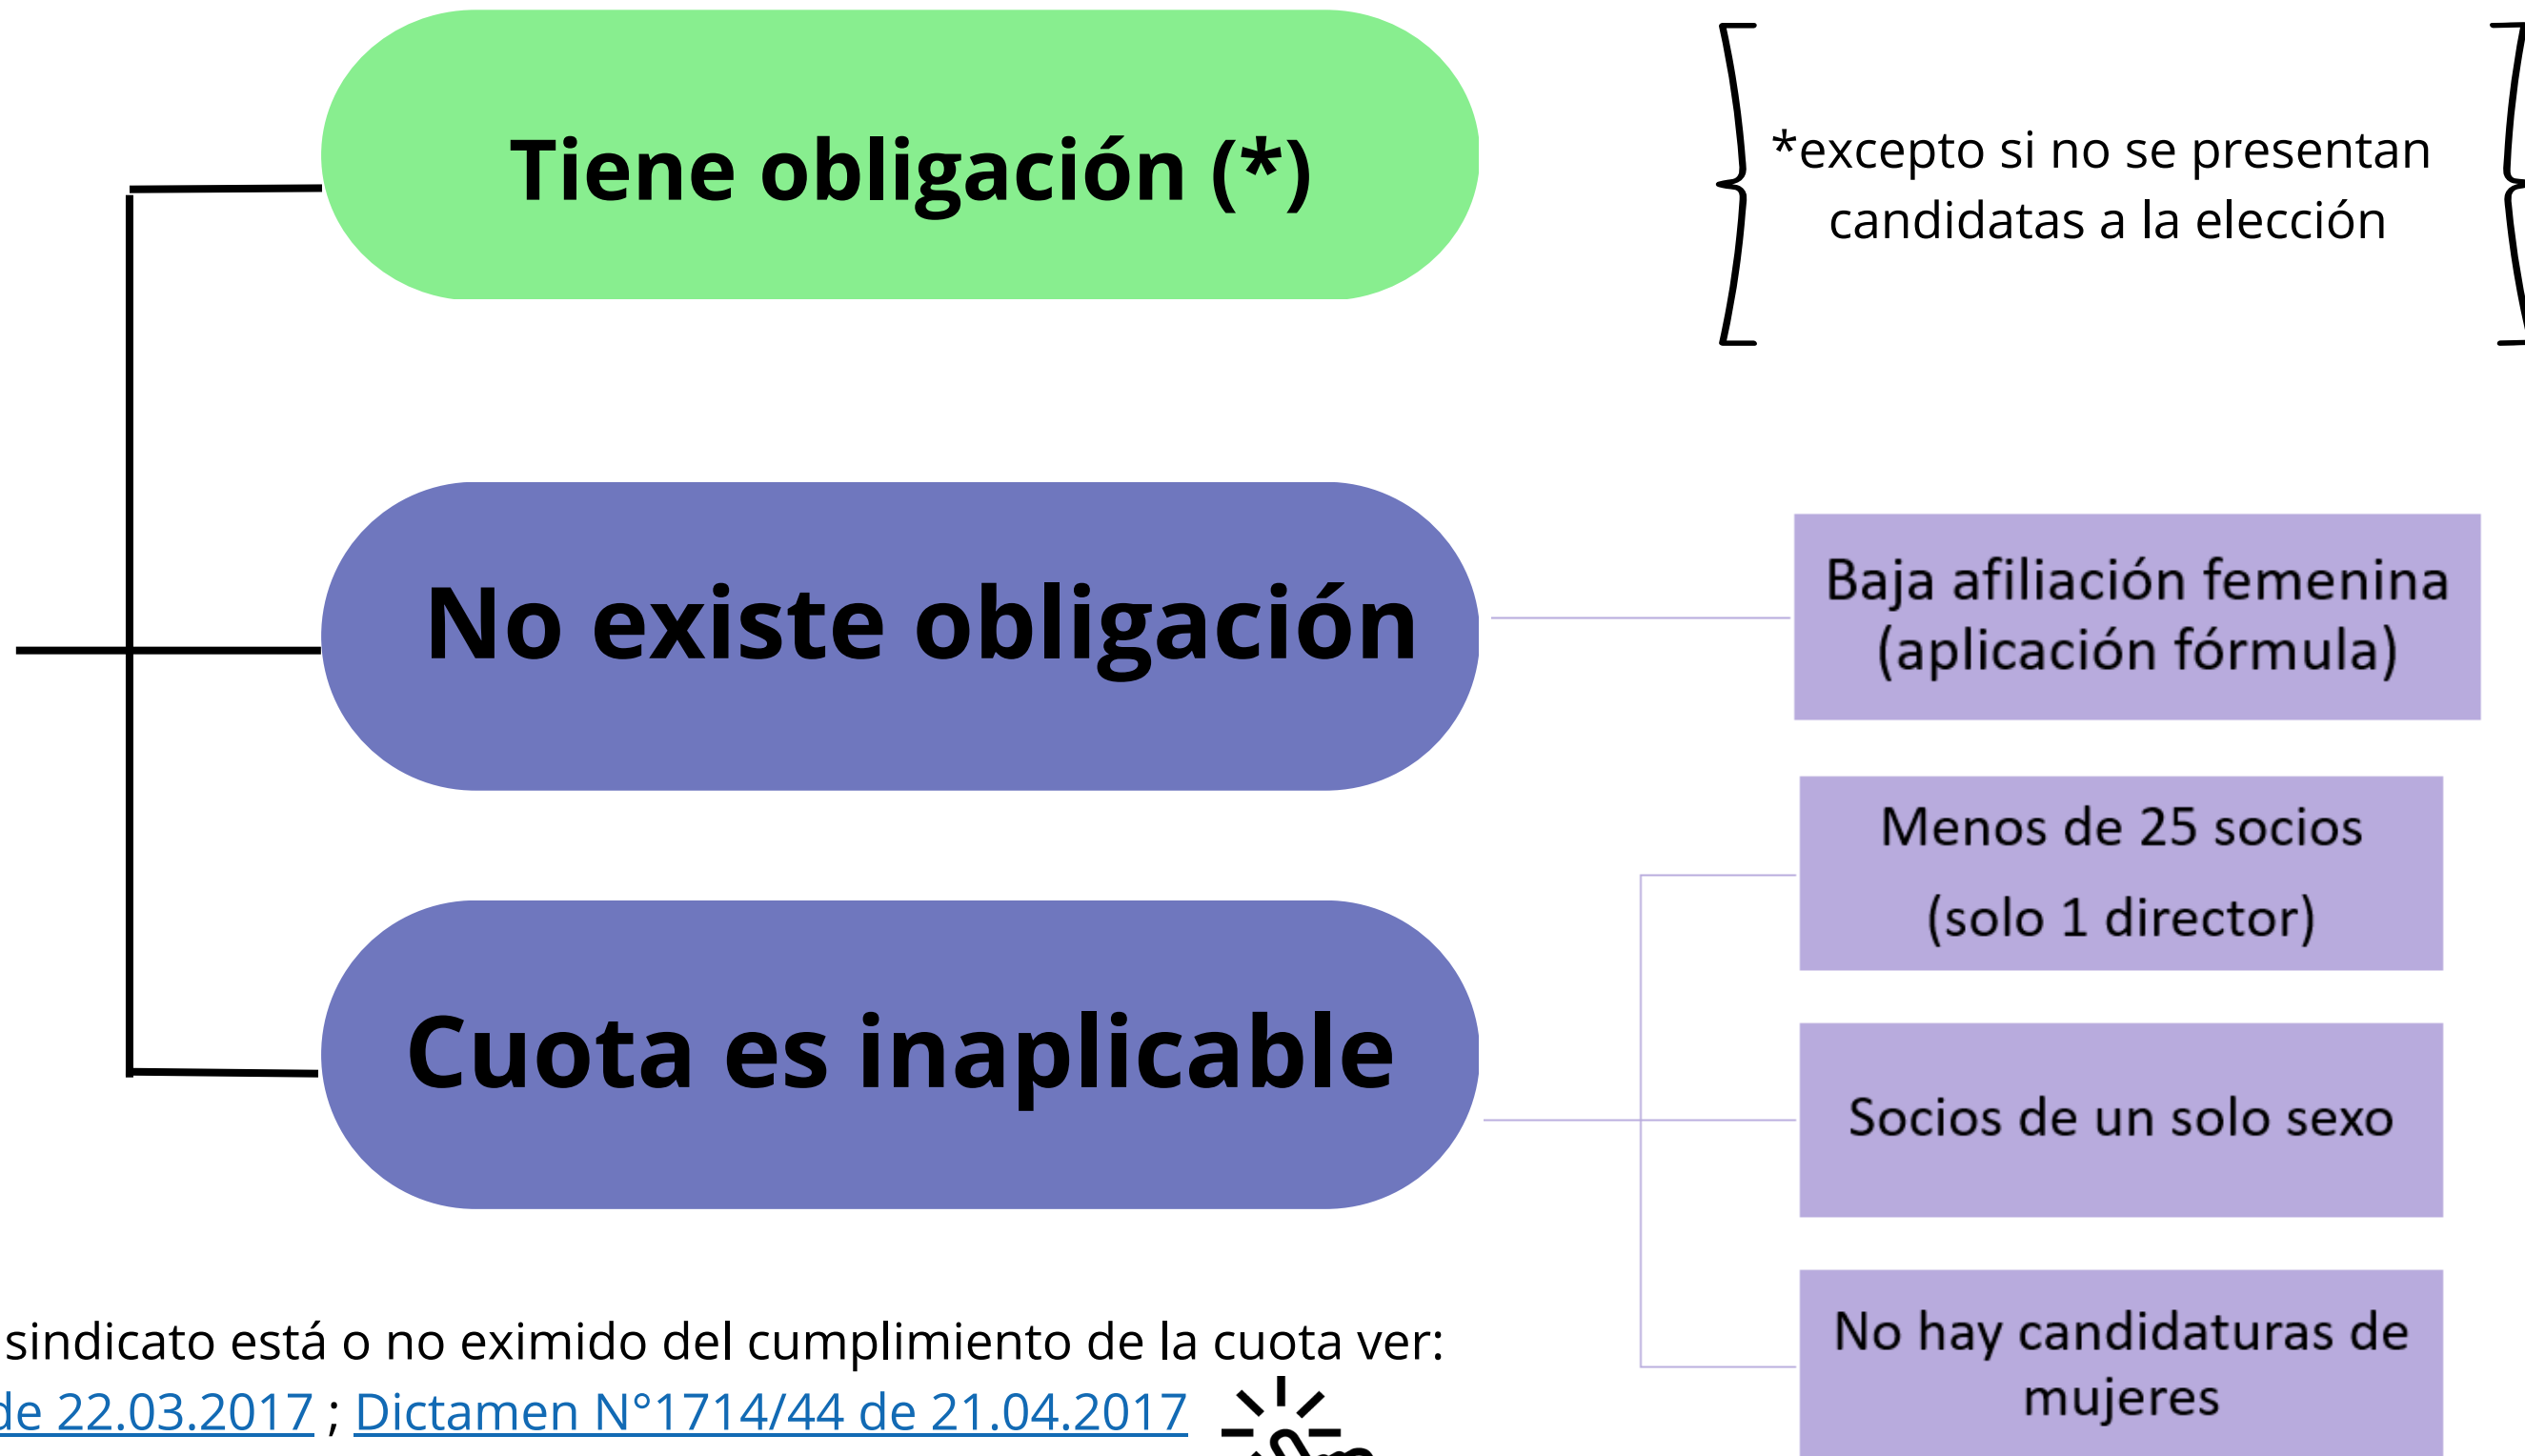 Tiene obligación (*)
*excepto si no se presentan
candidatas a la elección
No existe obligación
Baja afiliación femenina
(aplicación fórmula)
Cuota es inaplicable
Menos de 25 socios
(solo 1 director)
Socios de un solo sexo
No hay candidaturas de
mujeres
sindicato está o no eximido del cumplimiento de la cuota ver:
de 22.03.2017 ; Dictamen N°1714/44 de 21.04.2017